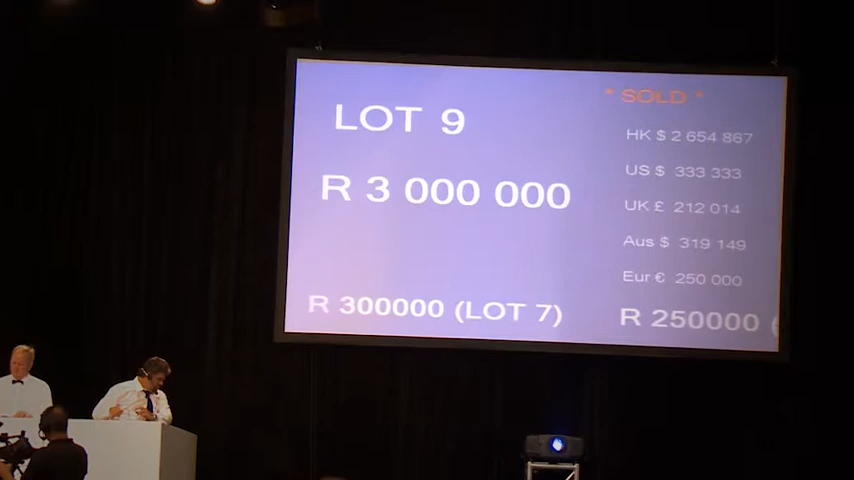 LOT 9
R 3 000 000
* SOLD *
HK $ 2 654 867
US $ 333 333
UK £ 212 014
Aus $ 319 149
Eur € 250 000
R 300000 (LOT 7)
R 250000 (